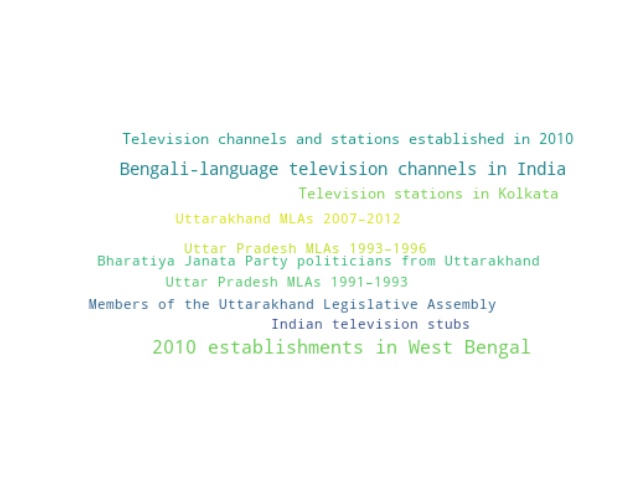 Television channels and stations established in 2010
Bengali-language television channels in India
Television stations in Kolkata
Uttarakhand MLAs 2007–2012
Uttar Pradesh MLAs 1993–1996
Bharatiya Janata Party politicians from Uttarakhand
Uttar Pradesh MLAs 1991–1993
Members of the Uttarakhand Legislative Assembly
Indian television stubs
2010 establishments in West Bengal